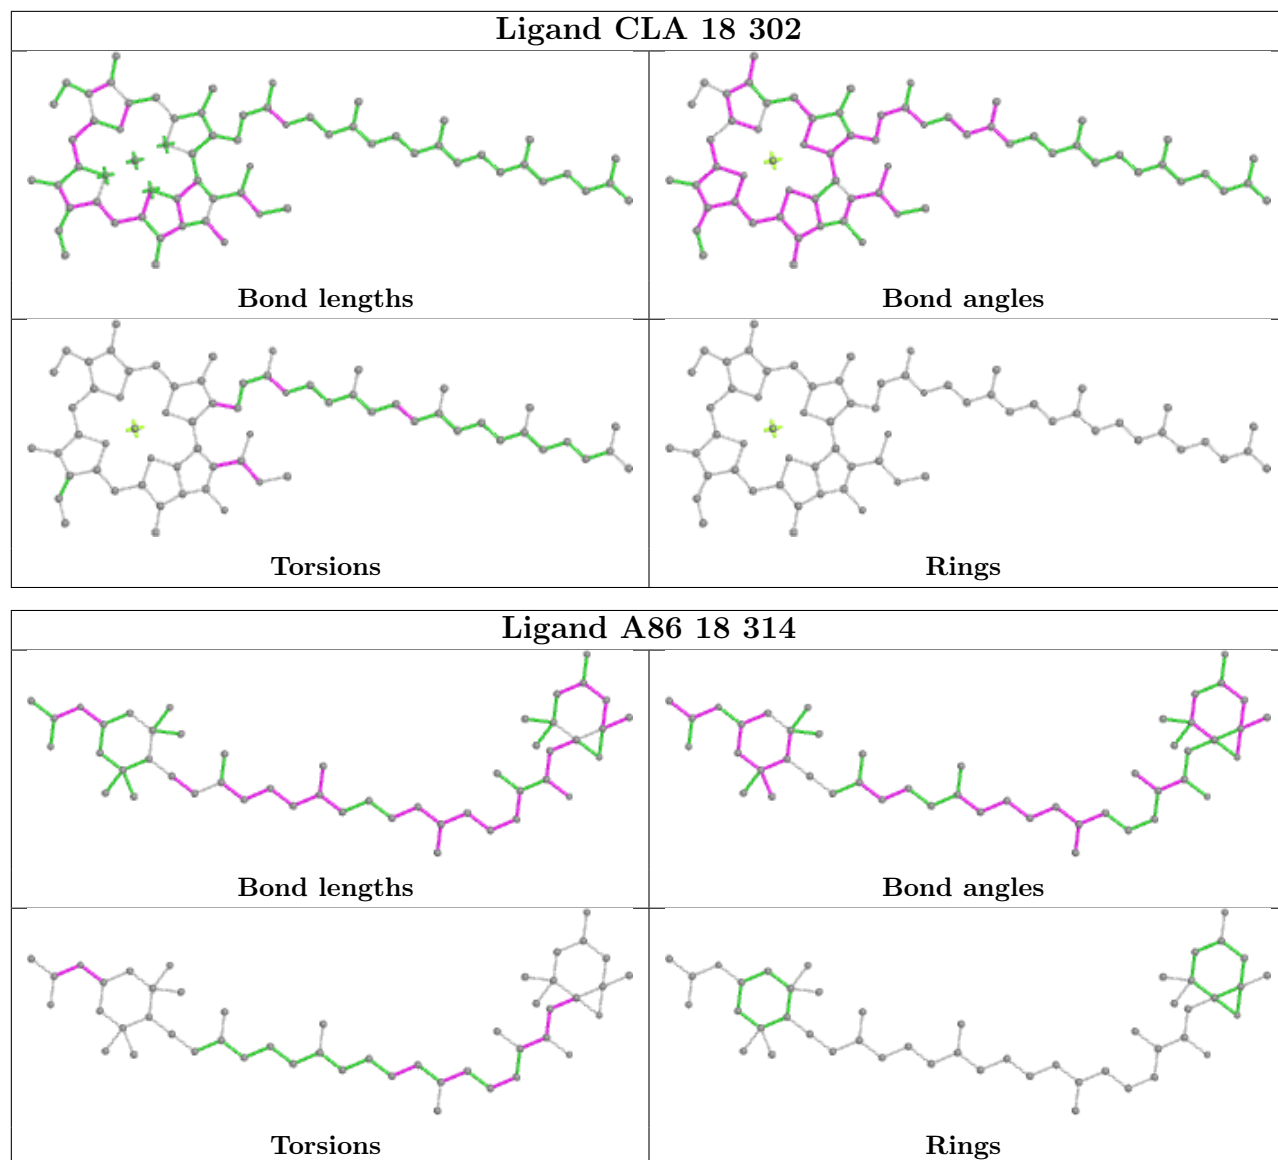 Ligand CLA 18 302
Bond lengths
Bond angles
Torsions
Rings
Ligand A86 18 314
Bond lengths
Bond angles
Torsions
Rings